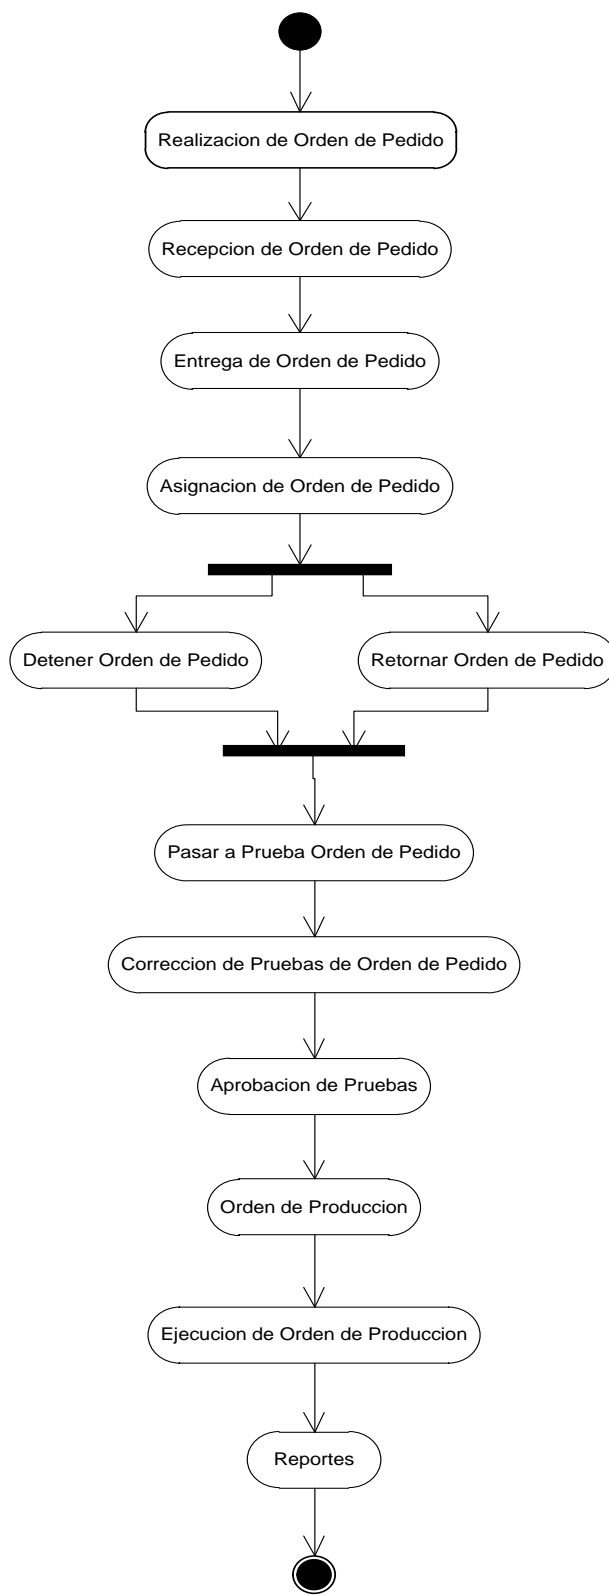 Realizacion de Orden de Pedido
Recepcion de Orden de Pedido
Entrega de Orden de Pedido
Asignacion de Orden de Pedido
Detener Orden de Pedido
Retornar Orden de Pedido
Pasar a Prueba Orden de Pedido
Correccion de Pruebas de Orden de Pedido
Aprobacion de Pruebas
Orden de Produccion
Ejecucion de Orden de Produccion
Reportes